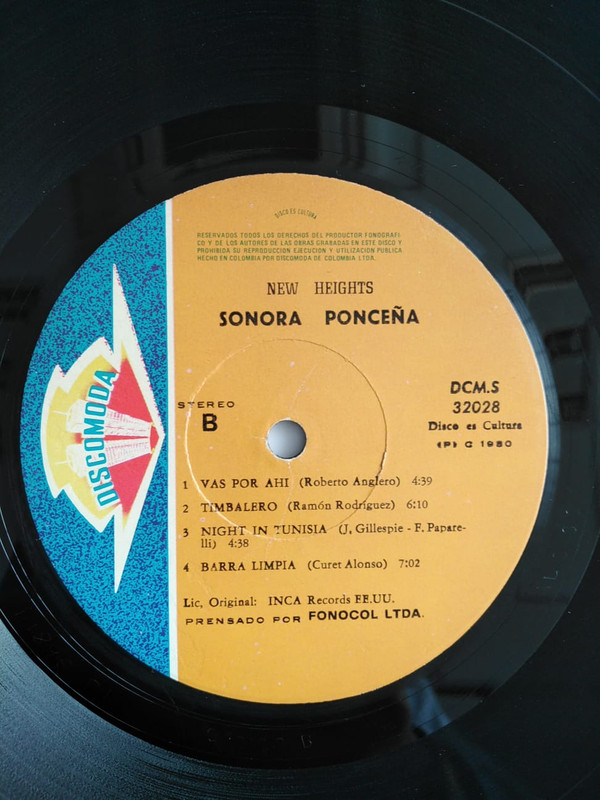 DISCO ES CULTURA
RESERVADOS TODOS LOS DERECHOS DEL PRODUCTOR FONOGRAFI-
CO Y DE LOS AUTORES DE LAS OBRAS GRABADAS EN ESTE DISCO Y
PROHIBIDA SU REPRODUCCION EJECUCION Y UTILIZACION PUBLICA
HECHO EN COLOMBIA POR DISCOMODA DE COLOMBIA LTDA.
NEW HEIGHTS
SONORA PONCEÑA
DISCOMODA
STEREO
B
DCM.S
32028
Disco es Cultura
(P) C 1980
1 VAS POR AHI (Roberto Anglero) 4:39
2 TIMBALERO (Ramón Rodriguez) 6:10
3 NIGHT IN TUNISIA (J, Gillespie - F. Papare-
lli) 4:38
4 BARRA LIMPIA (Curet Alonso) 7:02
Lic, Original: INCA Records EE.UU.
PRENSADO POR FONOCOL LTDA.